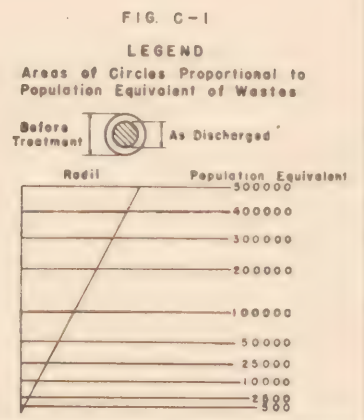 FIG. C-1
LEGEND
Areas of Circles Proportional to
Population Equivalent of Wastes
Before
Treatment
As Discharged
Radii Population Equivalent
500000
400000
300000
200000
100000
50000
25000
10000
2500
500